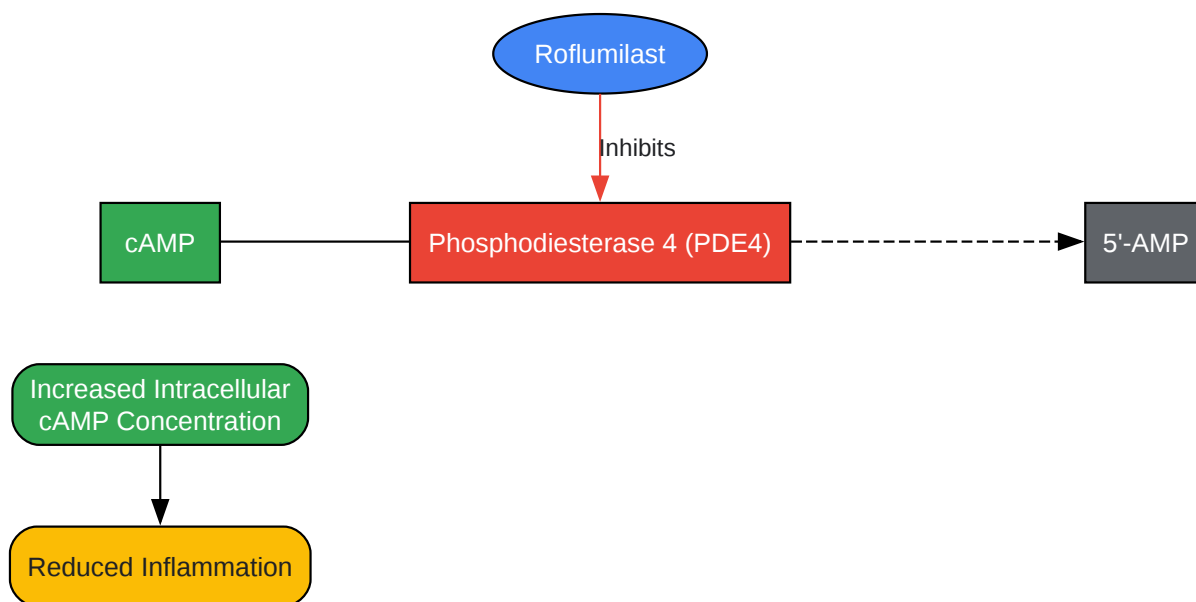 Roflumilast
Inhibits
cAMP
Phosphodiesterase 4 (PDE4)
5'-AMP
Increased Intracellular
cAMP Concentration
Reduced Inflammation